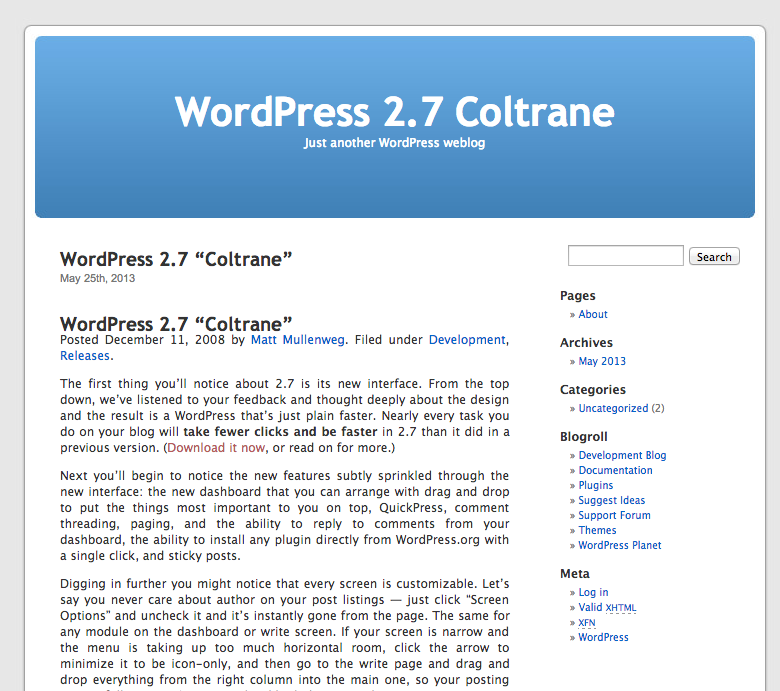 WordPress 2.7 Coltrane
Just another WordPress weblog
WordPress 2.7 “Coltrane”
May 25th, 2013
WordPress 2.7 “Coltrane”
Posted December 11, 2008 by Matt Mullenweg. Filed under Development,
Releases.
The first thing you’ll notice about 2.7 is its new interface. From the top
down, we’ve listened to your feedback and thought deeply about the design
and the result is a WordPress that’s just plain faster. Nearly every task you
do on your blog will take fewer clicks and be faster in 2.7 than it did in a
previous version. (Download it now, or read on for more.)
Next you’ll begin to notice the new features subtly sprinkled through the
new interface: the new dashboard that you can arrange with drag and drop
to put the things most important to you on top, QuickPress, comment
threading, paging, and the ability to reply to comments from your
dashboard, the ability to install any plugin directly from WordPress.org with
a single click, and sticky posts.
Digging in further you might notice that every screen is customizable. Let’s
say you never care about author on your post listings — just click “Screen
Options” and uncheck it and it’s instantly gone from the page. The same for
any module on the dashboard or write screen. If your screen is narrow and
the menu is taking up too much horizontal room, click the arrow to
minimize it to be icon-only, and then go to the write page and drag and
drop everything from the right column into the main one, so your posting
Search
Pages
» About
Archives
» May 2013
Categories
» Uncategorized (2)
Blogroll
» Development Blog
» Documentation
» Plugins
» Suggest Ideas
» Support Forum
» Themes
» WordPress Planet
Meta
» Log in
» Valid XHTML
» XFN
» WordPress